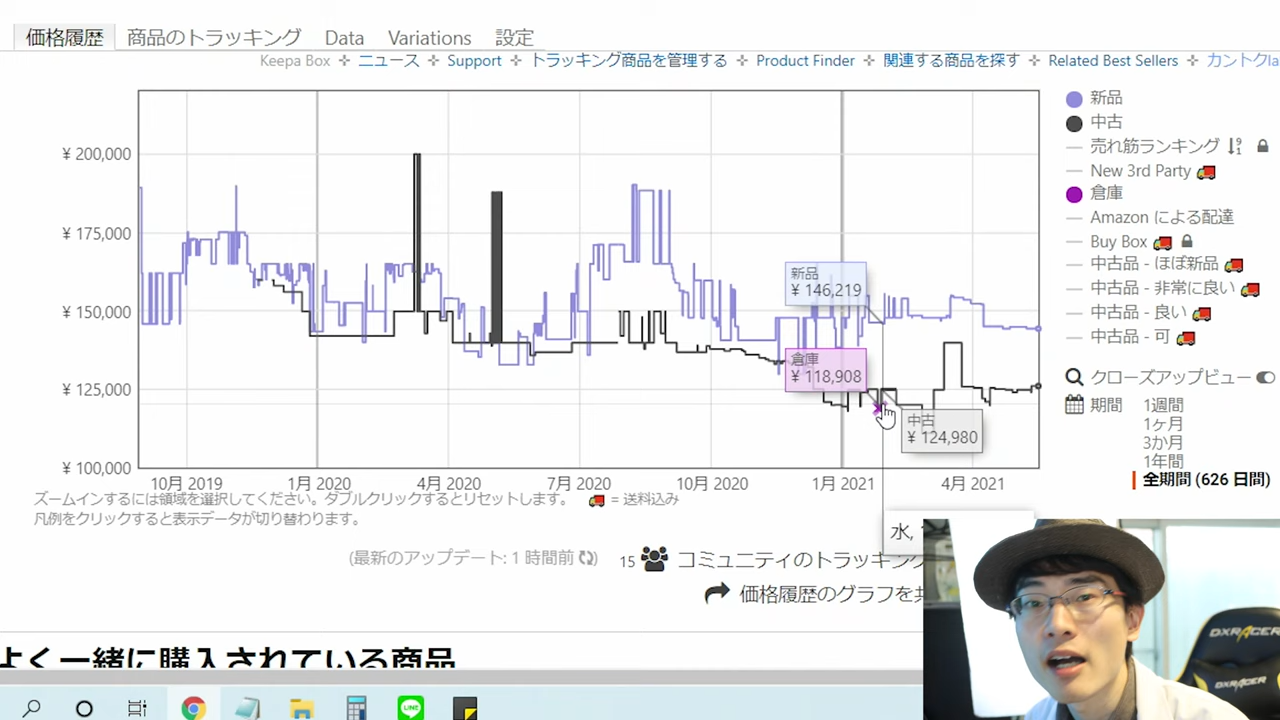 価格履歴 商品のトラッキング Data Variations 設定
Keepa Box ✢ ニュース ✢ Support ✢ トラッキング商品を管理する ✢ Product Finder ✢ 関連する商品を探す ✢ Related Best Sellers ✢ カントクla
¥ 200,000
¥ 175,000
¥ 150,000
¥ 125,000
¥ 100,000
10月 2019 1月 2020 4月 2020 7月 2020 10月 2020 1月 2021 4月 2021
新品
¥ 146,219
倉庫
¥ 118,908
中古
¥ 124,980
水,
新品
中古
売れ筋ランキング
New 3rd Party
倉庫
Amazon による配達
Buy Box
中古品 - ほぼ新品
中古品 - 非常に良い
中古品 - 良い
中古品 - 可
クローズアップビュー
期間 1週間
1ヶ月
3か月
1年間
全期間 (626 日間)
ズームインするには領域を選択してください。ダブルクリックするとリセットします。 = 送料込み
凡例をクリックすると表示データが切り替わります。
(最新のアップデート: 1 時間前) 15 コミュニティのトラッキング
価格履歴のグラフを共
よく一緒に購入されている商品
LINE
DXRACER
DXRACER